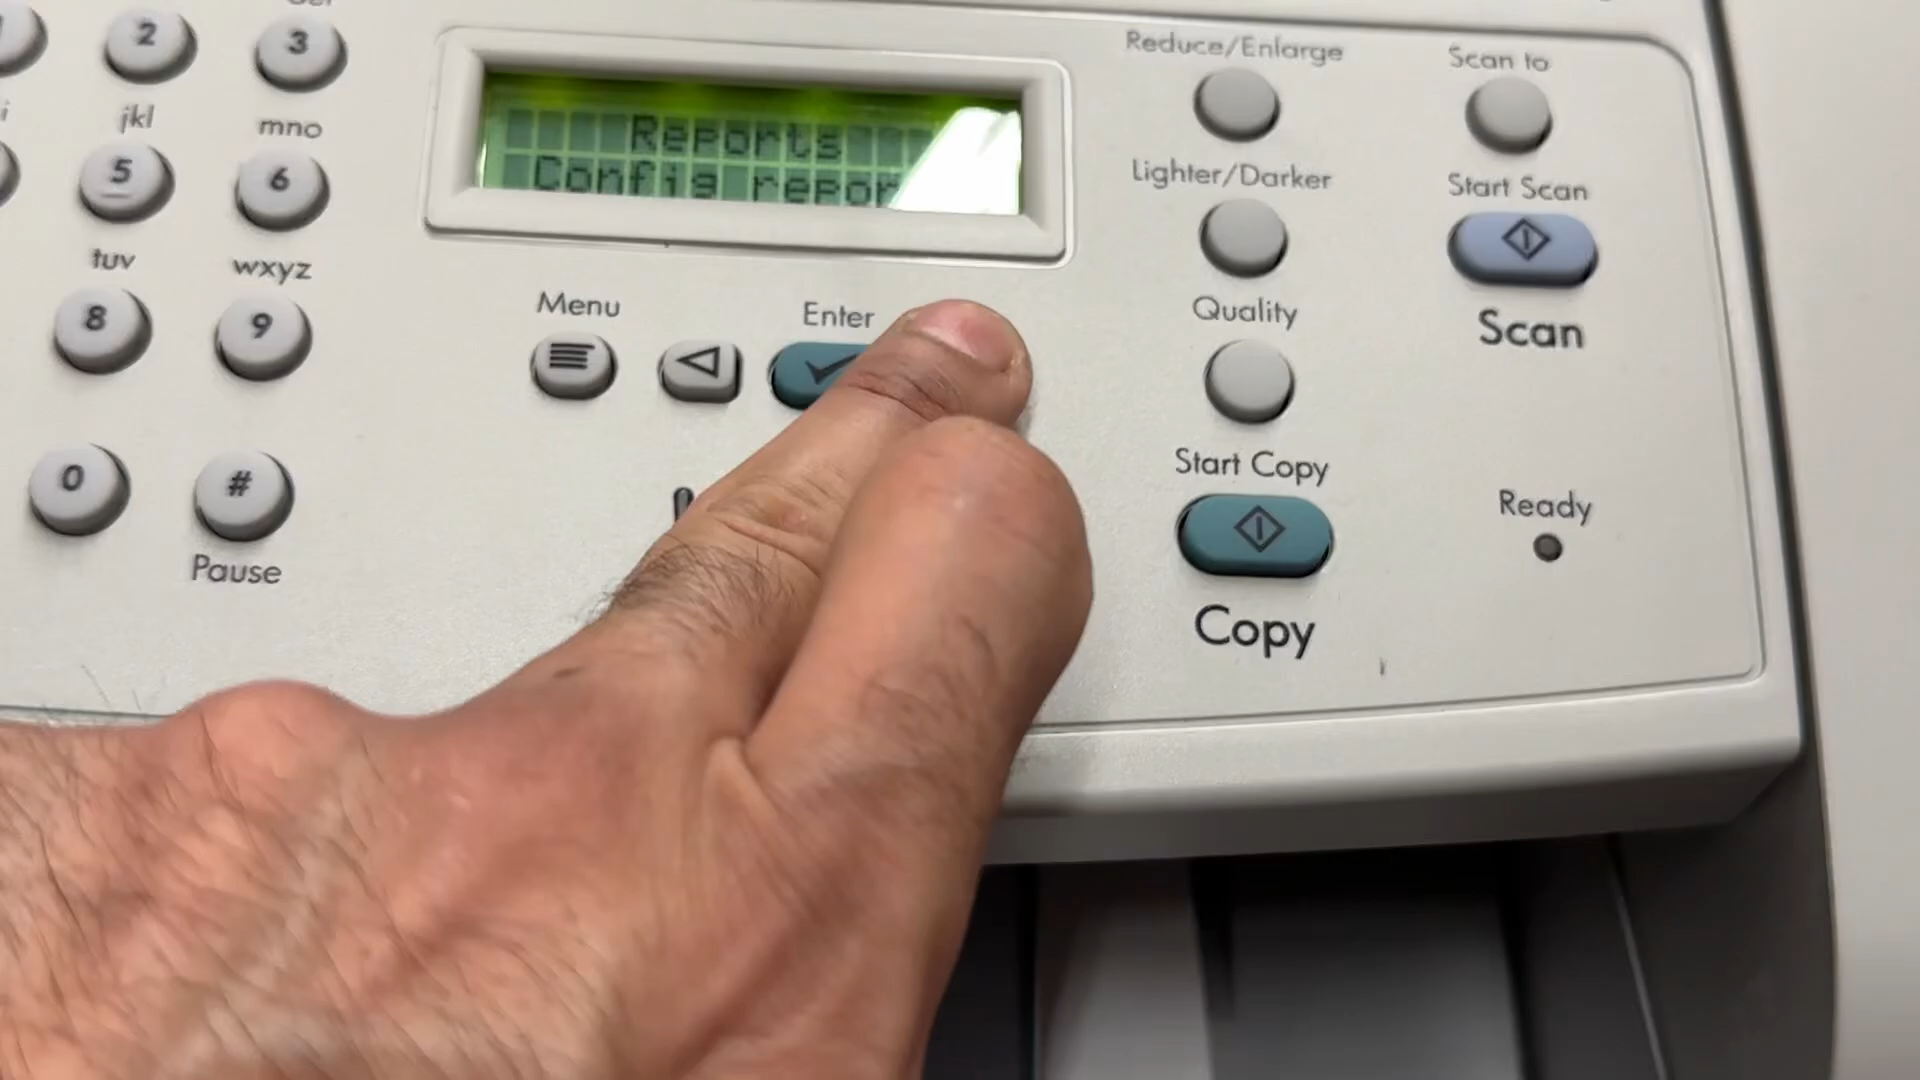 2
3
jkl
mno
5
6
tuv
wxyz
8
9
0
#
Pause
Reports
Config repor
Menu
Enter
Reduce/Enlarge
Lighter/Darker
Quality
Start Copy
Copy
Scan to
Start Scan
Scan
Ready